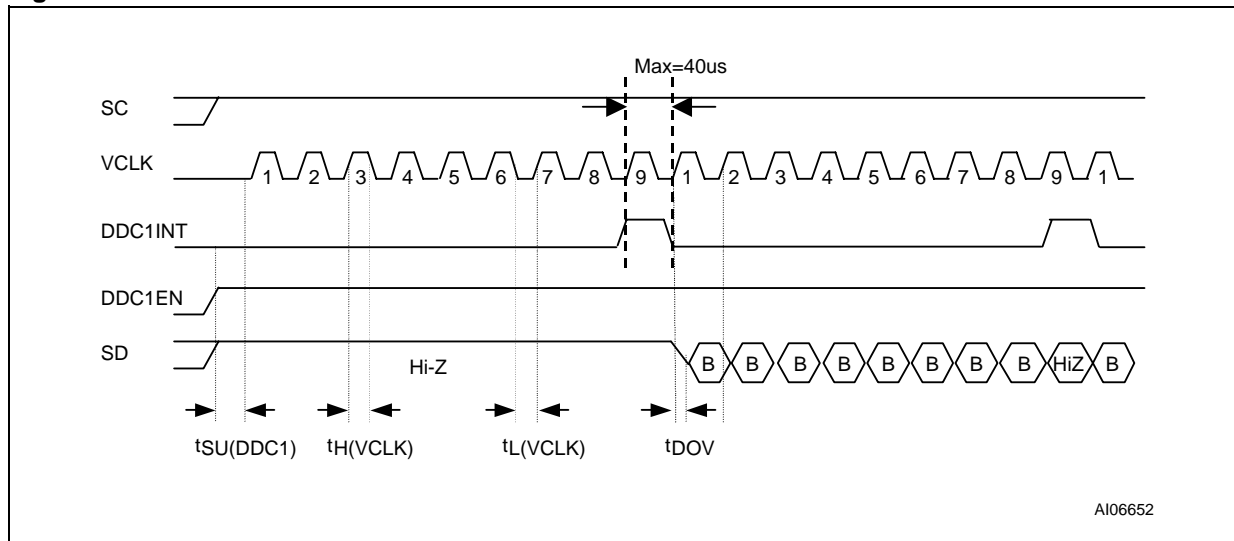 Max=40us
SC
VCLK
1 2 3 4 5 6 7 8 9 1 2 3 4 5 6 7 8 9 1
DDC1INT
DDC1EN
SD
Hi-Z
B B B B B B B B HiZ B
tSU(DDC1) tH(VCLK) tL(VCLK) tDOV
AI06652